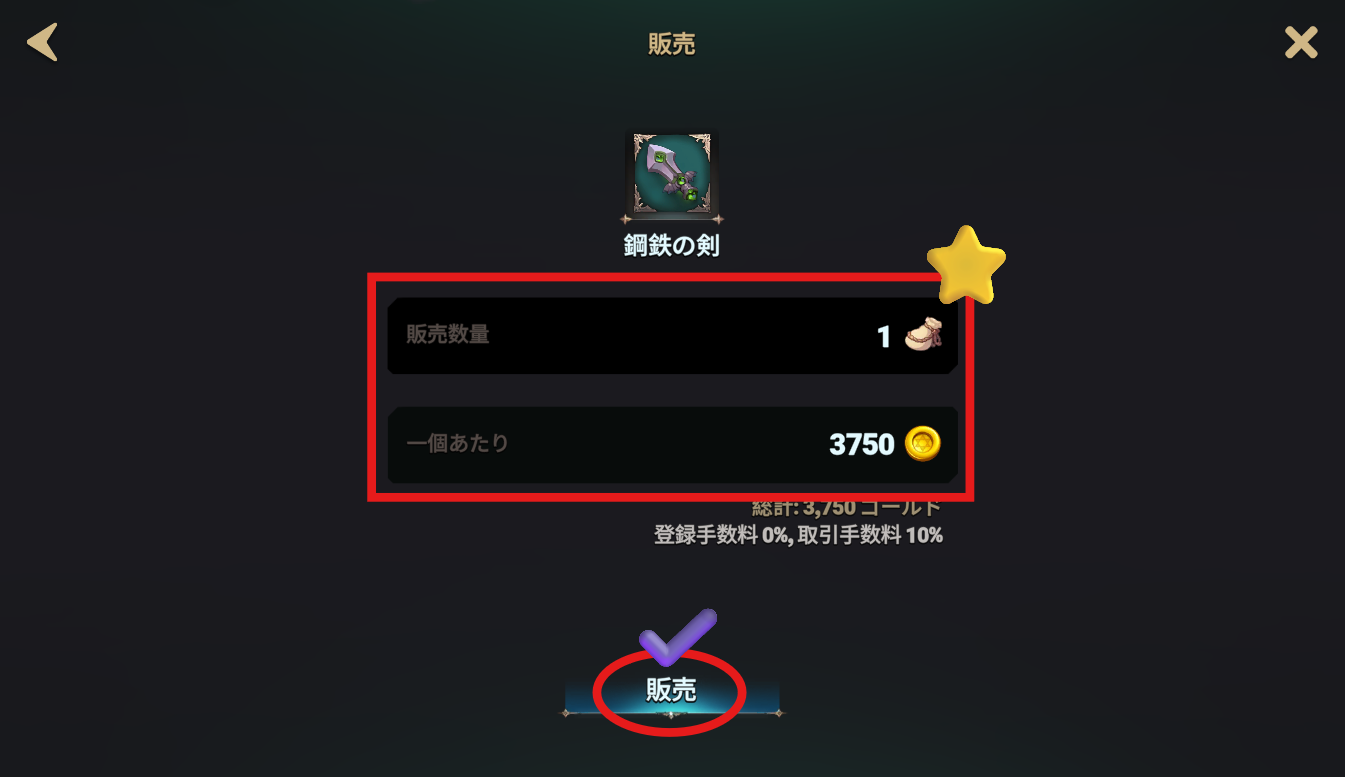 販売
鋼鉄の剣
販売数量 1
一個あたり 3750
総計: 3,750 ゴールド
登録手数料 0%, 取引手数料 10%
販売